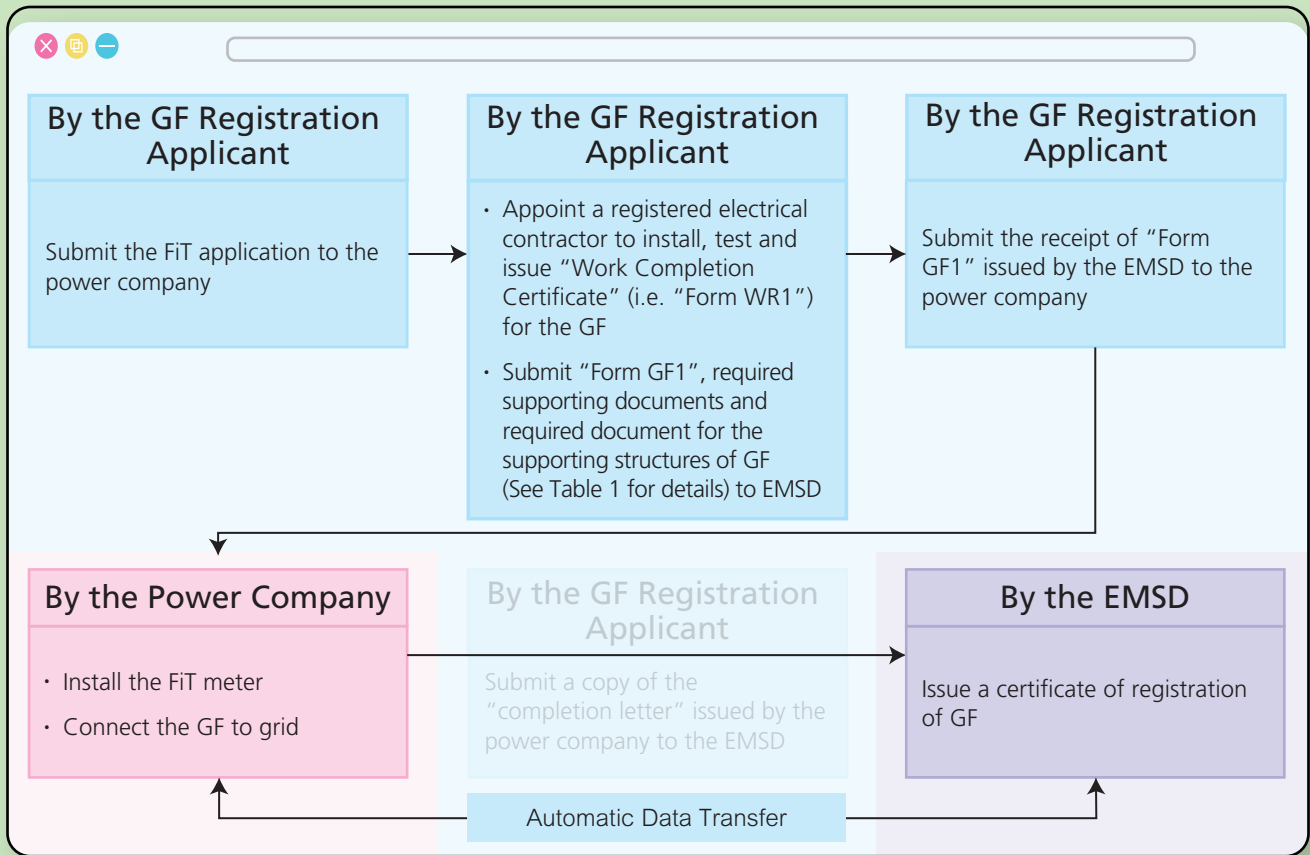 By the GF Registration
Applicant
Submit the FiT application to the
power company
By the GF Registration
Applicant
· Appoint a registered electrical
contractor to install, test and
issue “Work Completion
Certificate” (i.e. “Form WR1”)
for the GF
· Submit “Form GF1”, required
supporting documents and
required document for the
supporting structures of GF
(See Table 1 for details) to EMSD
By the GF Registration
Applicant
Submit the receipt of “Form
GF1” issued by the EMSD to the
power company
By the Power Company
· Install the FiT meter
· Connect the GF to grid
By the GF Registration
Applicant
Submit a copy of the
“completion letter” issued by the
power company to the EMSD
By the EMSD
Issue a certificate of registration
of GF
Automatic Data Transfer